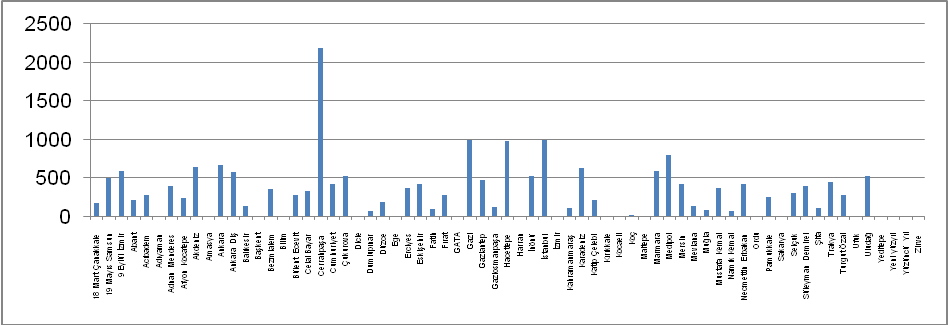 2500
2000
1500
1000
500
0
18 Mart Çanakkale
19 Mayıs Samsun
9 Eylül İzmir
Abant
Acıbadem
Adıyaman
Adnan Menderes
Afyon Kocatepe
Akdeniz
Amasya
Ankara
Ankara Diş
Balıkesir
Başkent
Bezmialem
Bilim
Bülent Ecevit
Celal Bayar
Cerrahpaşa
Cumhuriyet
Çukurova
Dicle
Dumlupınar
Düzce
Ege
Erciyes
Eskişehir
Fatih
Fırat
GATA
Gazi
Gaziantep
Gaziosmanpaşa
Hacettepe
Harran
İnönü
İstanbul
İzmir
Kahramanmaraş
Karadeniz
Katip Çelebi
Kırıkkale
Kocaeli
Koç
Maltepe
Marmara
Medipol
Mersin
Mevlana
Muğla
Mustafa Kemal
Namık Kemal
Necmettin Erbakan
Ordu
Pamukkale
Sakarya
Selçuk
Süleyman Demirel
Şifa
Trakya
Turgut Özal
Ufuk
Uludağ
Yeditepe
Yeni Yüzyıl
Yüzüncü Yıl
Zirve